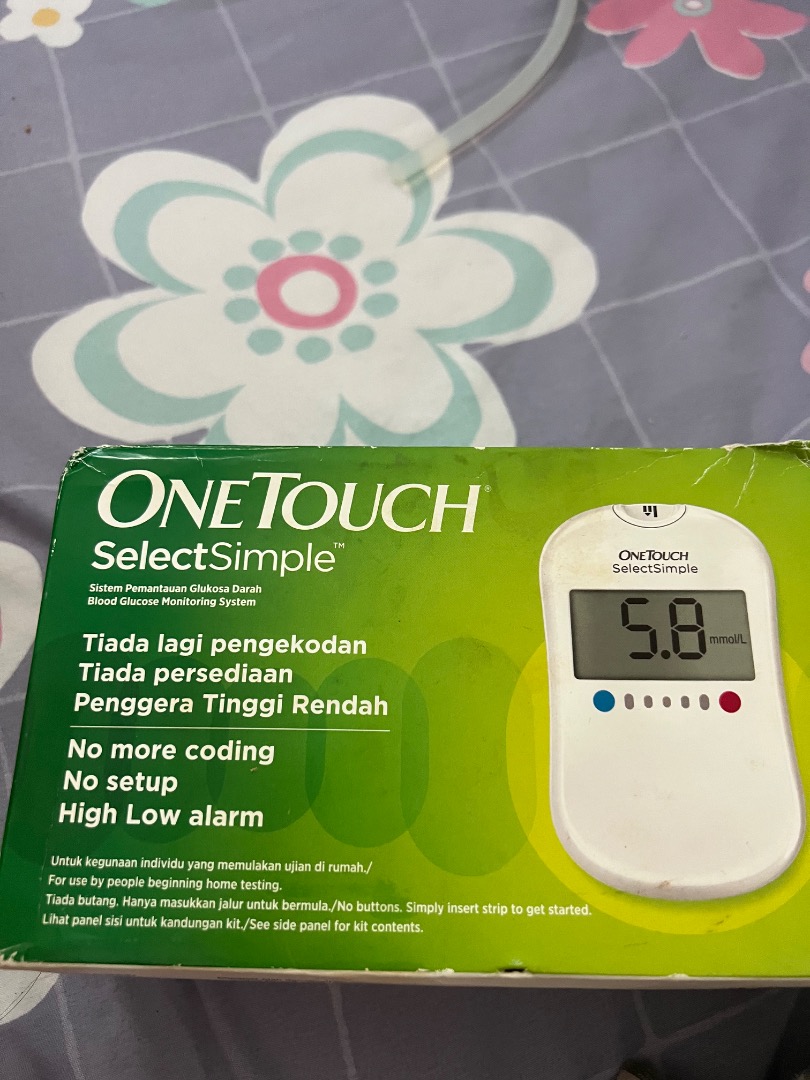 ONETOUCH®
SelectSimple™
Sistem Pemantauan Glukosa Darah
Blood Glucose Monitoring System
Tiada lagi pengekodan
Tiada persediaan
Penggera Tinggi Rendah
No more coding
No setup
High Low alarm
Untuk kegunaan individu yang memulakan ujian di rumah./
For use by people beginning home testing.
Tiada butang. Hanya masukkan jalur untuk bermula./No buttons. Simply insert strip to get started.
Lihat panel sisi untuk kandungan kit./See side panel for kit contents.
ONETOUCH
SelectSimple
5.8 mmol/L